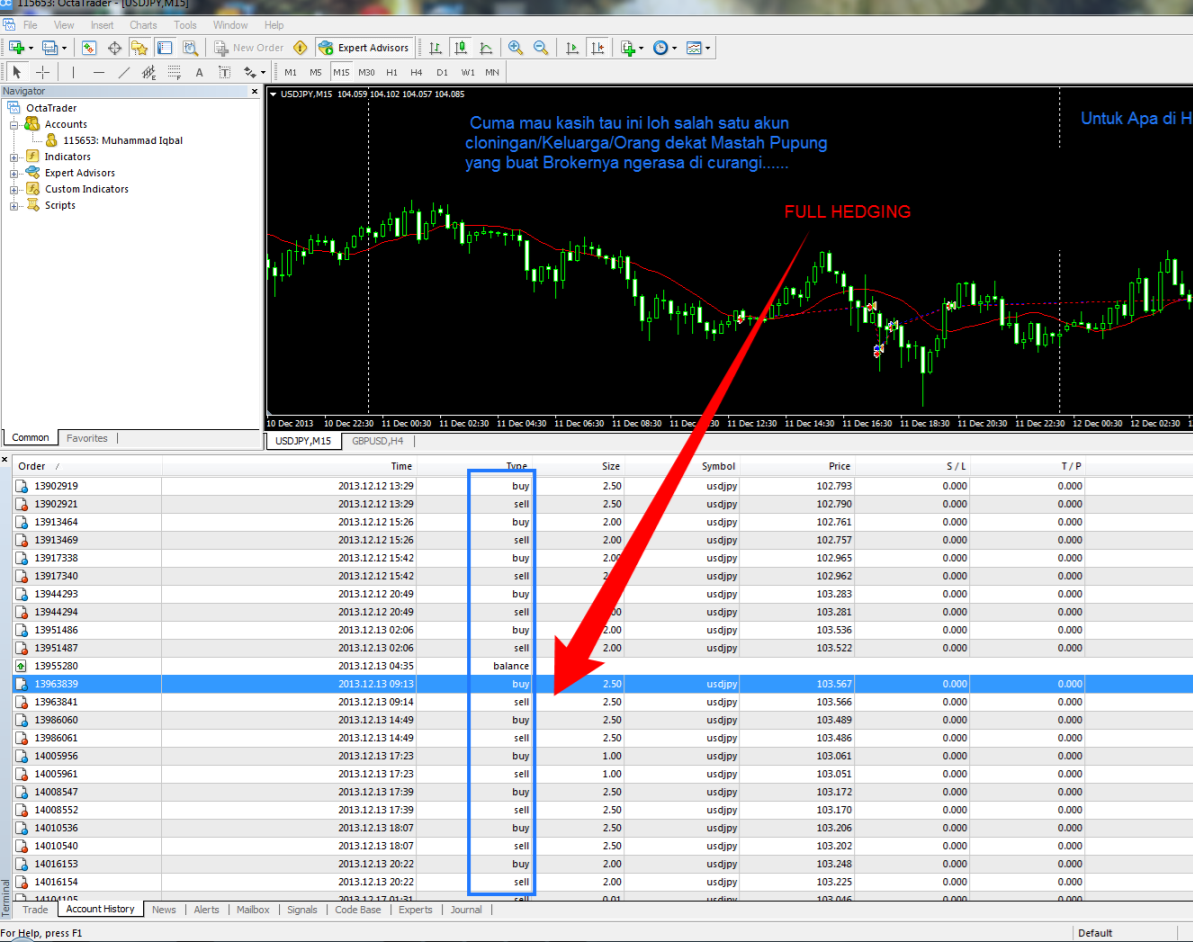 115653: OctaTrader - [USDJPY,M15]
File View Insert Charts Tools Window Help
New Order Expert Advisors
A T M1 M5 M15 M30 H1 H4 D1 W1 MN
Navigator
OctaTrader
Accounts
115653: Muhammad Iqbal
Indicators
Expert Advisors
Custom Indicators
Scripts
Common Favorites
USDJPY,M15 104.059 104.102 104.057 104.085
Cuma mau kasih tau ini loh salah satu akun
cloningan/Keluarga/Orang dekat Mastah Pupung
yang buat Brokernya ngerasa di curangi......
Untuk Apa di H
FULL HEDGING
10 Dec 2013 10 Dec 22:30 11 Dec 00:30 11 Dec 02:30 11 Dec 04:30 11 Dec 06:30 11 Dec 08:30 11 Dec 12:30 11 Dec 14:30 11 Dec 16:30 11 Dec 18:30 11 Dec 20:30 11 Dec 22:30 12 Dec 00:30 12 Dec 02:30
USDJPY,M15 GBPUSD,H4
Order / Time Type Size Symbol Price S / L T / P
13902919 2013.12.12 13:29 buy 2.50 usdjpy 102.793 0.000 0.000
13902921 2013.12.12 13:29 sell 2.50 usdjpy 102.790 0.000 0.000
13913464 2013.12.12 15:26 buy 2.00 usdjpy 102.761 0.000 0.000
13913469 2013.12.12 15:26 sell 2.00 usdjpy 102.757 0.000 0.000
13917338 2013.12.12 15:42 buy 2.00 usdjpy 102.965 0.000 0.000
13917340 2013.12.12 15:42 sell usdjpy 102.962 0.000 0.000
13944293 2013.12.12 20:49 buy usdjpy 103.283 0.000 0.000
13944294 2013.12.12 20:49 sell usdjpy 103.281 0.000 0.000
13951486 2013.12.13 02:06 buy 2.00 usdjpy 103.536 0.000 0.000
13951487 2013.12.13 02:06 sell 2.00 usdjpy 103.522 0.000 0.000
13955280 2013.12.13 04:35 balance
13963839 2013.12.13 09:13 buy 2.50 usdjpy 103.567 0.000 0.000
13963841 2013.12.13 09:14 sell 2.50 usdjpy 103.566 0.000 0.000
13986060 2013.12.13 14:49 buy 2.50 usdjpy 103.489 0.000 0.000
13986061 2013.12.13 14:49 sell 2.50 usdjpy 103.486 0.000 0.000
14005956 2013.12.13 17:23 buy 1.00 usdjpy 103.061 0.000 0.000
14005961 2013.12.13 17:23 sell 1.00 usdjpy 103.051 0.000 0.000
14008547 2013.12.13 17:39 buy 2.50 usdjpy 103.172 0.000 0.000
14008552 2013.12.13 17:39 sell 2.50 usdjpy 103.170 0.000 0.000
14010536 2013.12.13 18:07 buy 2.50 usdjpy 103.206 0.000 0.000
14010540 2013.12.13 18:07 sell 2.50 usdjpy 103.202 0.000 0.000
14016153 2013.12.13 20:22 buy 2.00 usdjpy 103.248 0.000 0.000
14016154 2013.12.13 20:22 sell 2.00 usdjpy 103.225 0.000 0.000
14104105 2013.12.17 01:31 sell 0.01 usdjpy 103.046 0.000 0.000
Terminal
Trade Account History News Alerts Mailbox Signals Code Base Experts Journal
For Help, press F1 Default